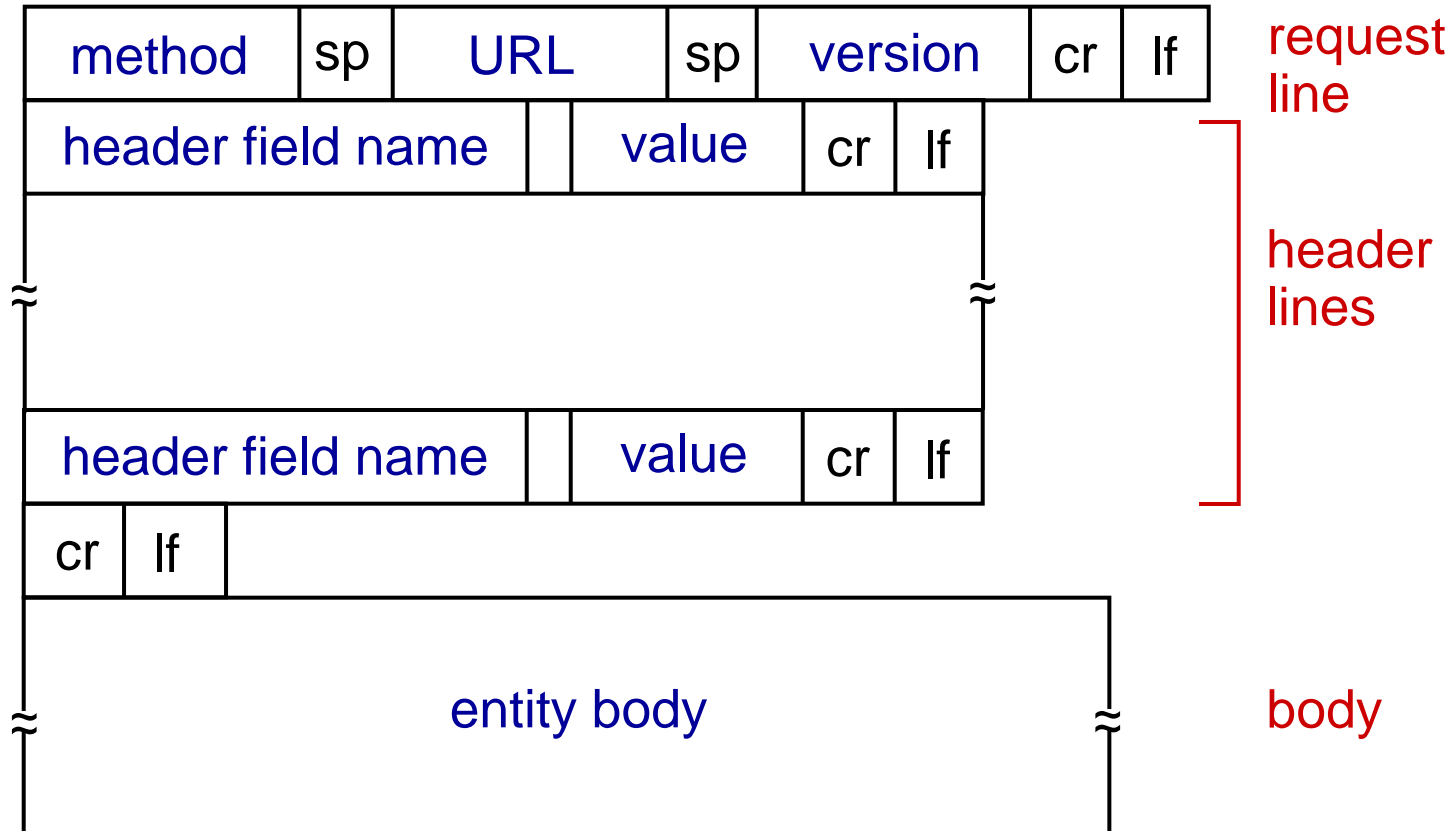 method sp URL sp version cr lf request
line
header field name value cr lf
header
lines
header field name value cr lf
cr lf
entity body body